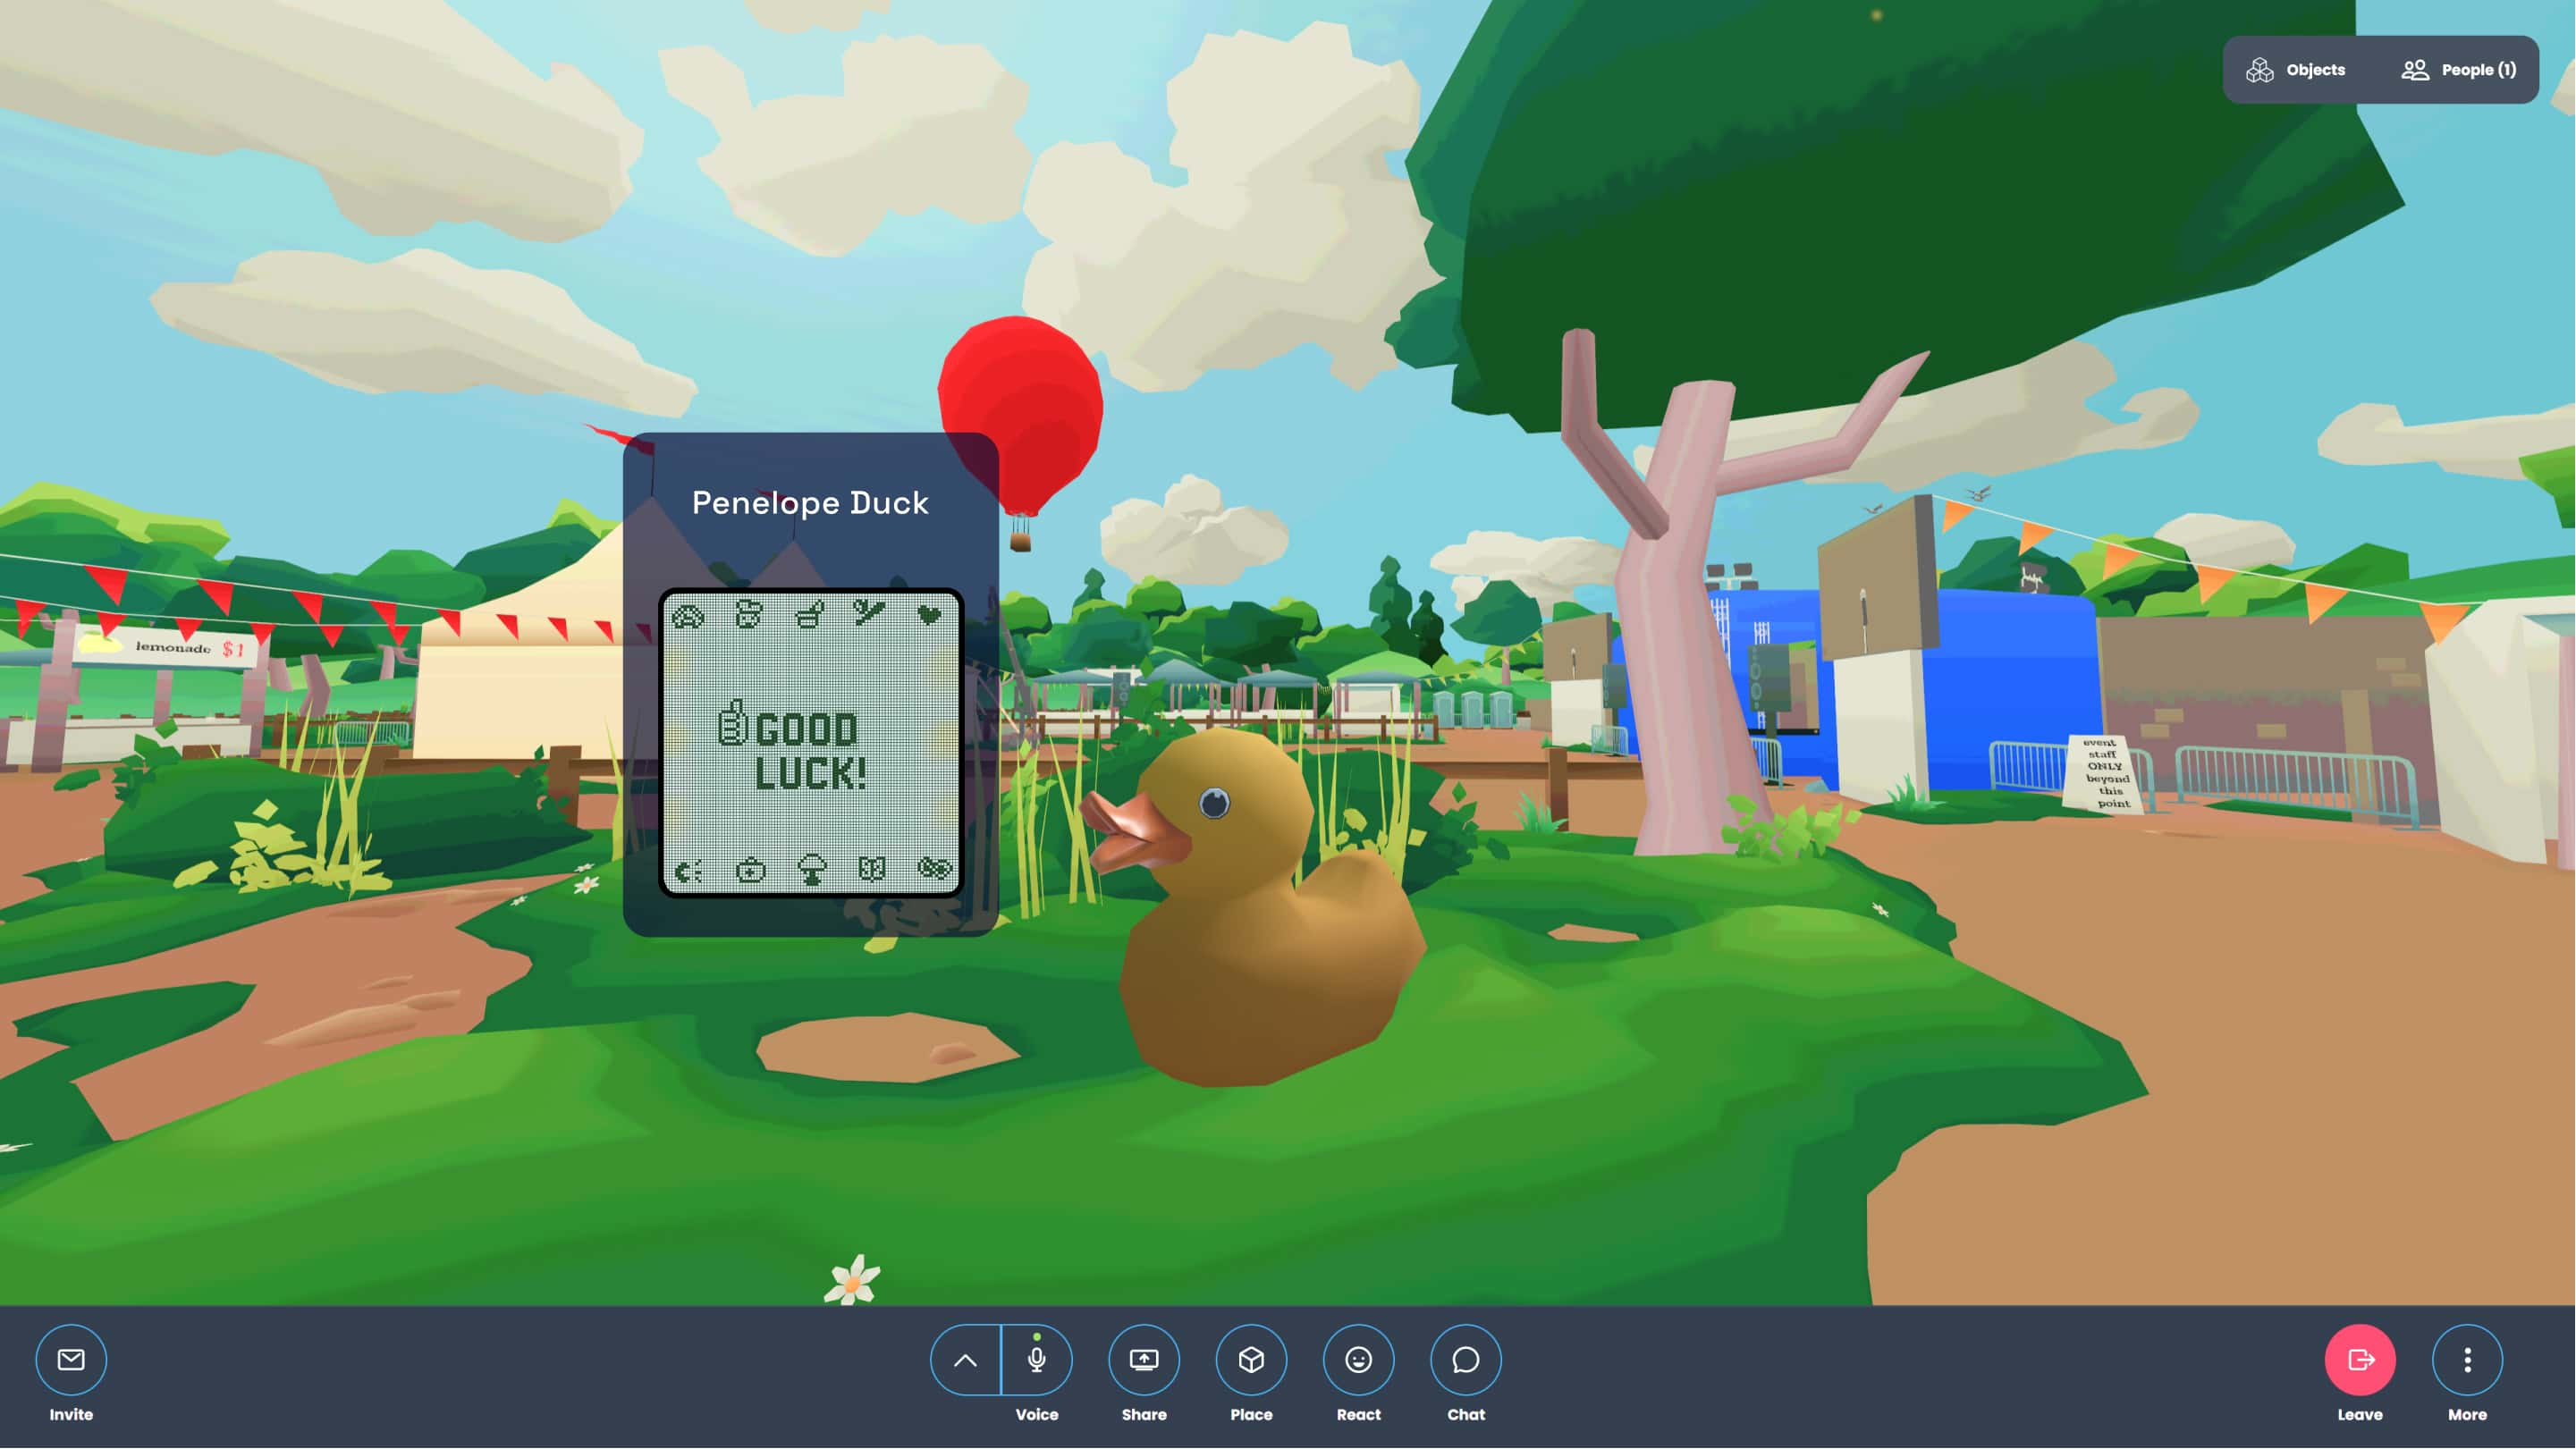 Objects
People (1)
Penelope Duck
lemonade $1
GOOD
LUCK!
event
staff
ONLY
beyond
this
point
Invite
Voice
Share
Place
React
Chat
Leave
More